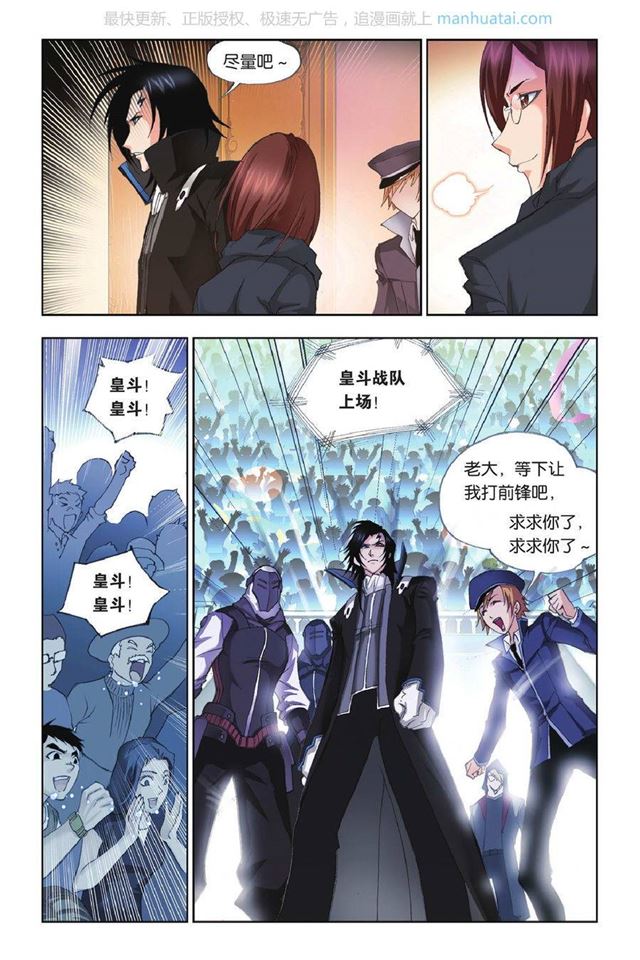 最快更新、正版授权、极速无广告，追漫画就上 manhuatai.com
尽量吧～
皇斗！
皇斗！
皇斗！
皇斗！
皇斗战队
上场！
老大，等下让
我打前锋吧，
求求你了，
求求你了～